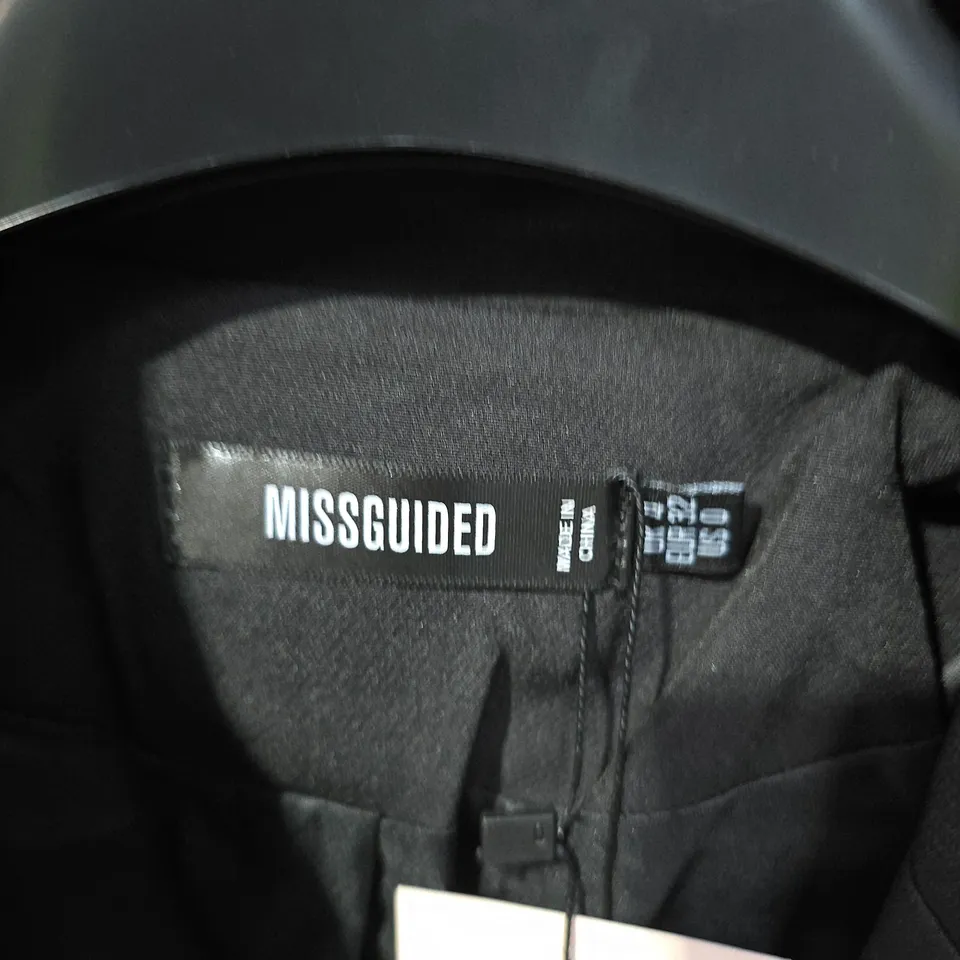 MISSGUIDED
MADE IN
CHINA
UK 4
EUR 32
US 0